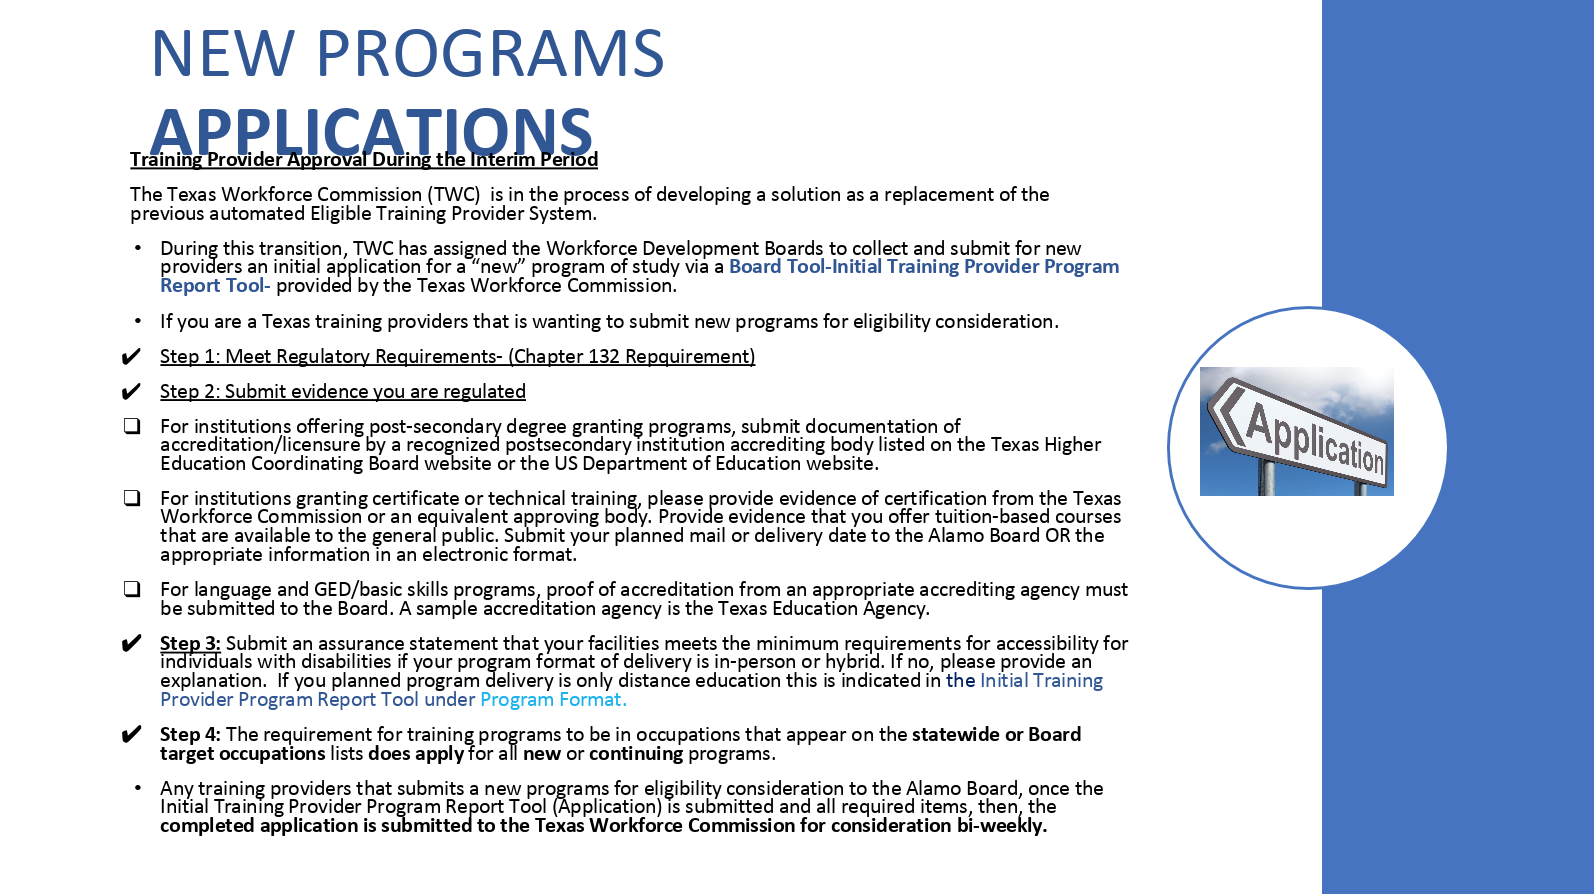 NEW PROGRAMS
APPLICATIONS
Training Provider Approval During the Interim Period
The Texas Workforce Commission (TWC)  is in the process of developing a solution as a replacement of the
previous automated Eligible Training Provider System.
• During this transition, TWC has assigned the Workforce Development Boards to collect and submit for new
providers an initial application for a “new” program of study via a Board Tool-Initial Training Provider Program
Report Tool- provided by the Texas Workforce Commission.
• If you are a Texas training providers that is wanting to submit new programs for eligibility consideration.
✔ Step 1: Meet Regulatory Requirements- (Chapter 132 Repquirement)
✔ Step 2: Submit evidence you are regulated
❑ For institutions offering post-secondary degree granting programs, submit documentation of
accreditation/licensure by a recognized postsecondary institution accrediting body listed on the Texas Higher
Education Coordinating Board website or the US Department of Education website.
❑ For institutions granting certificate or technical training, please provide evidence of certification from the Texas
Workforce Commission or an equivalent approving body. Provide evidence that you offer tuition-based courses
that are available to the general public. Submit your planned mail or delivery date to the Alamo Board OR the
appropriate information in an electronic format.
❑ For language and GED/basic skills programs, proof of accreditation from an appropriate accrediting agency must
be submitted to the Board. A sample accreditation agency is the Texas Education Agency.
✔ Step 3: Submit an assurance statement that your facilities meets the minimum requirements for accessibility for
individuals with disabilities if your program format of delivery is in-person or hybrid. If no, please provide an
explanation.  If you planned program delivery is only distance education this is indicated in the Initial Training
Provider Program Report Tool under Program Format.
✔ Step 4: The requirement for training programs to be in occupations that appear on the statewide or Board
target occupations lists does apply for all new or continuing programs.
• Any training providers that submits a new programs for eligibility consideration to the Alamo Board, once the
Initial Training Provider Program Report Tool (Application) is submitted and all required items, then, the
completed application is submitted to the Texas Workforce Commission for consideration bi-weekly.
Application